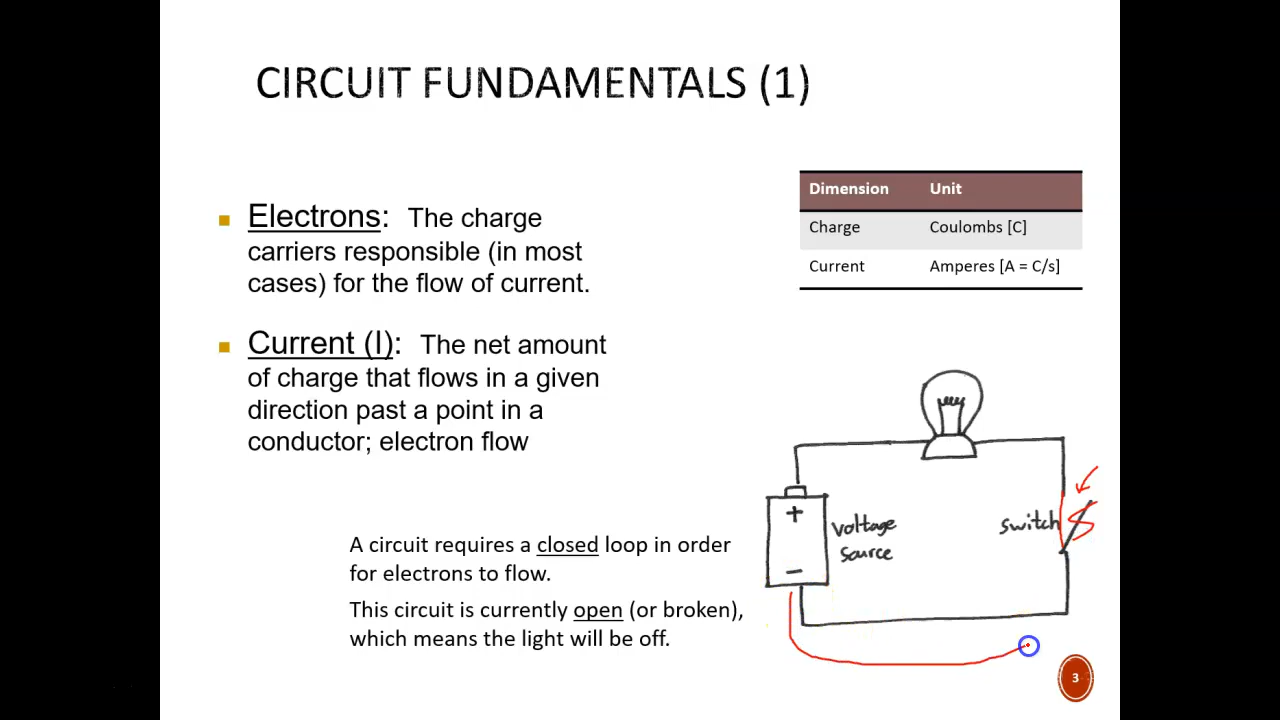 CIRCUIT FUNDAMENTALS (1)
Electrons: The charge
carriers responsible (in most
cases) for the flow of current.
Current (I): The net amount
of charge that flows in a given
direction past a point in a
conductor; electron flow
A circuit requires a closed loop in order
for electrons to flow.
This circuit is currently open (or broken),
which means the light will be off.
Dimension Unit
Charge Coulombs [C]
Current Amperes [A = C/s]
+
voltage
source
−
switch
S
3